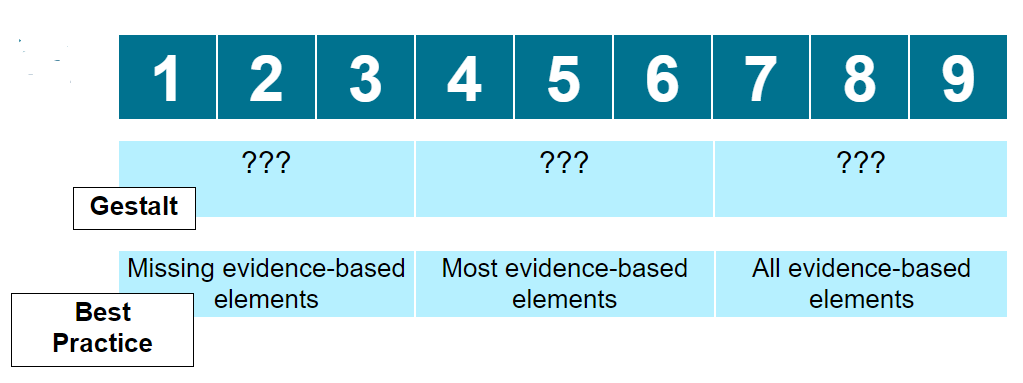 1 2 3 4 5 6 7 8 9
??? ??? ???
Gestalt
Missing evidence-based
elements
Most evidence-based
elements
All evidence-based
elements
Best
Practice